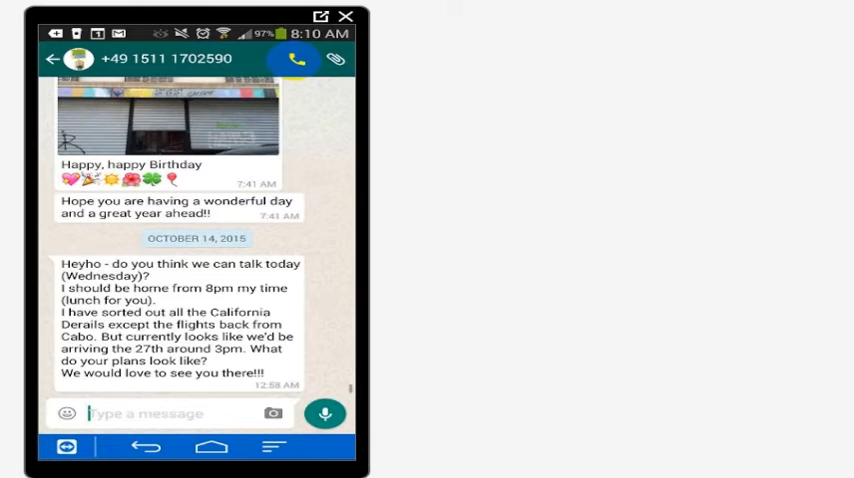 97% 8:10 AM
+49 1511 1702590
Happy, happy Birthday
7:41 AM
Hope you are having a wonderful day
and a great year ahead!!
7:41 AM
OCTOBER 14, 2015
Heyho - do you think we can talk today
(Wednesday)?
I should be home from 8pm my time
(lunch for you).
I have sorted out all the California
Derails except the flights back from
Cabo. But currently looks like we'd be
arriving the 27th around 3pm. What
do your plans look like?
We would love to see you there!!!
12:58 AM
Type a message